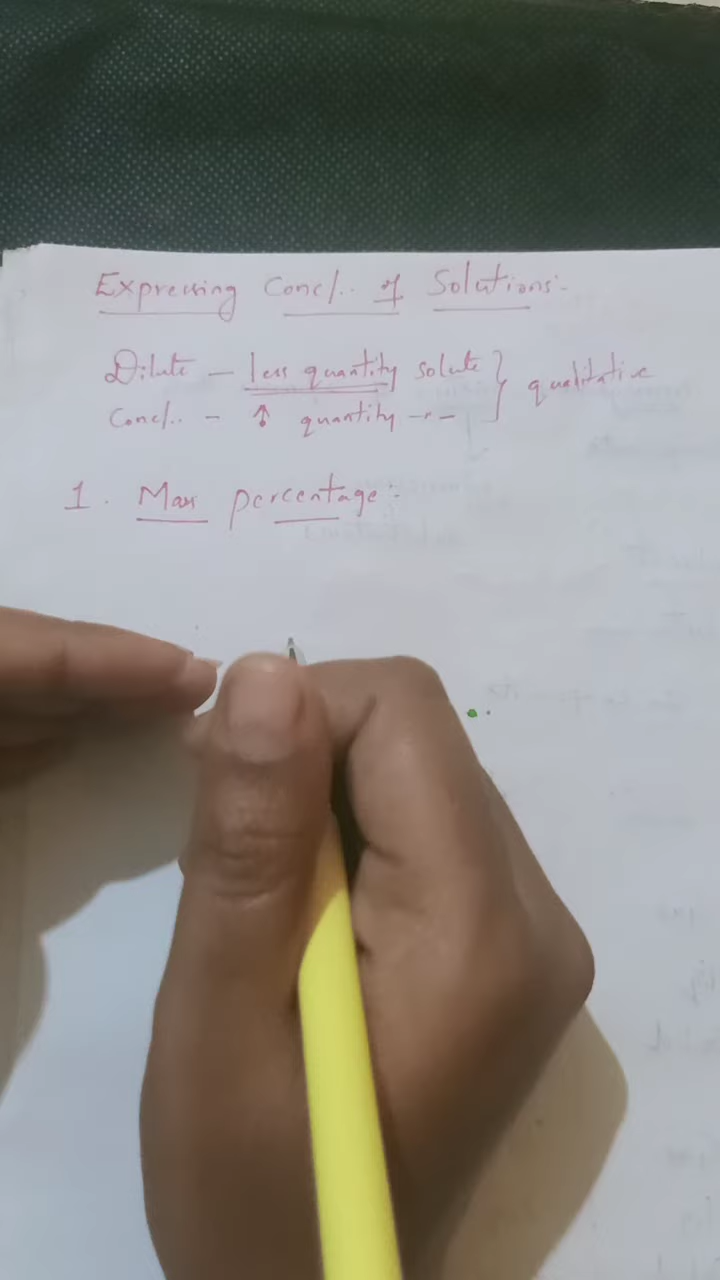 Expressing Concl.. of Solutions:-
Dilute - less quantity solute } qualitative
Concl.. - ↑ quantity -〃-
1. Mass percentage:-